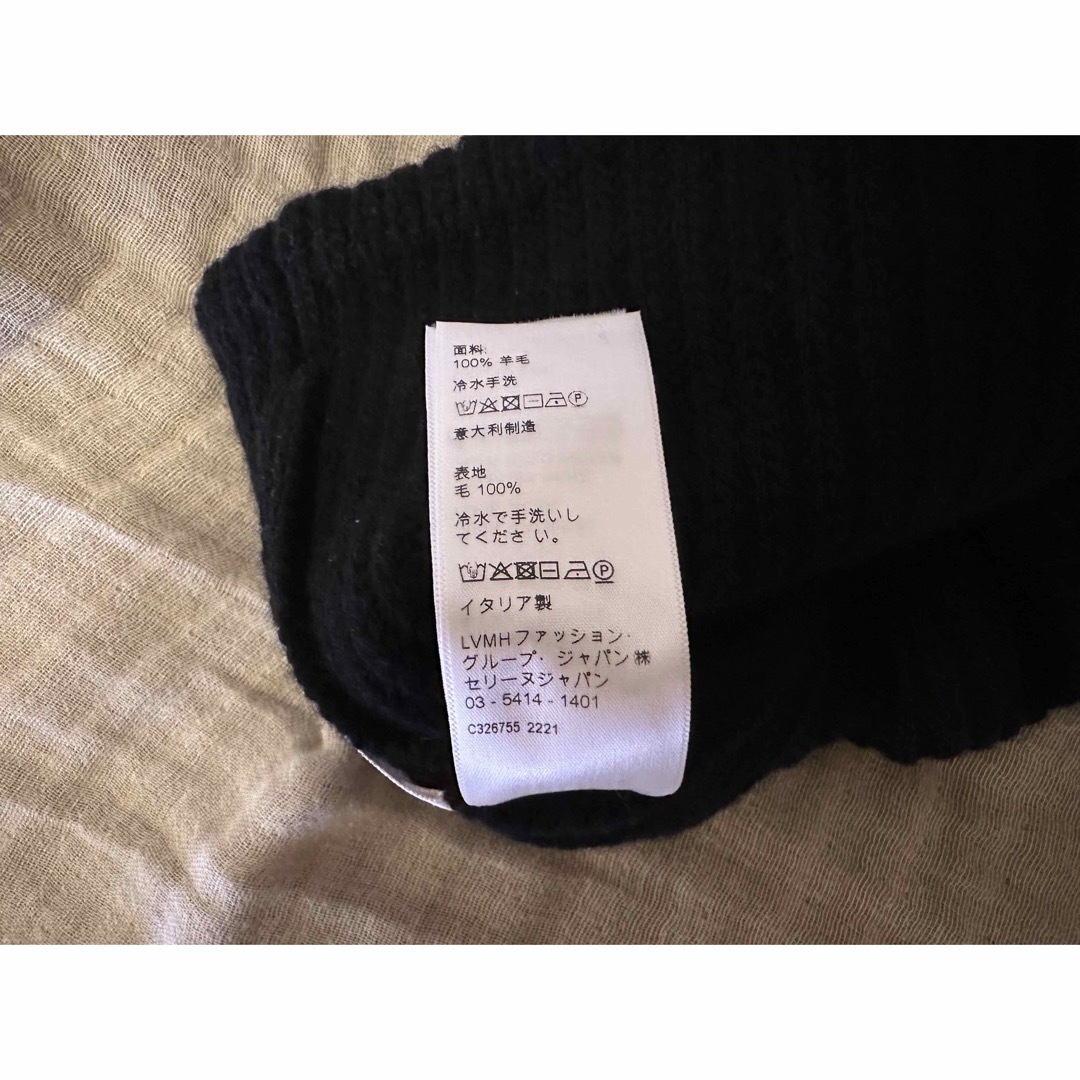 面料:
100% 羊毛
冷水手洗
P
意大利制造
表地
毛 100%
冷水で手洗いし
てくださ い。
P
イタリア製
LVMHファッション・
グループ・ジャパン㈱
セリーヌジャパン
03 - 5414 - 1401
C326755 2221